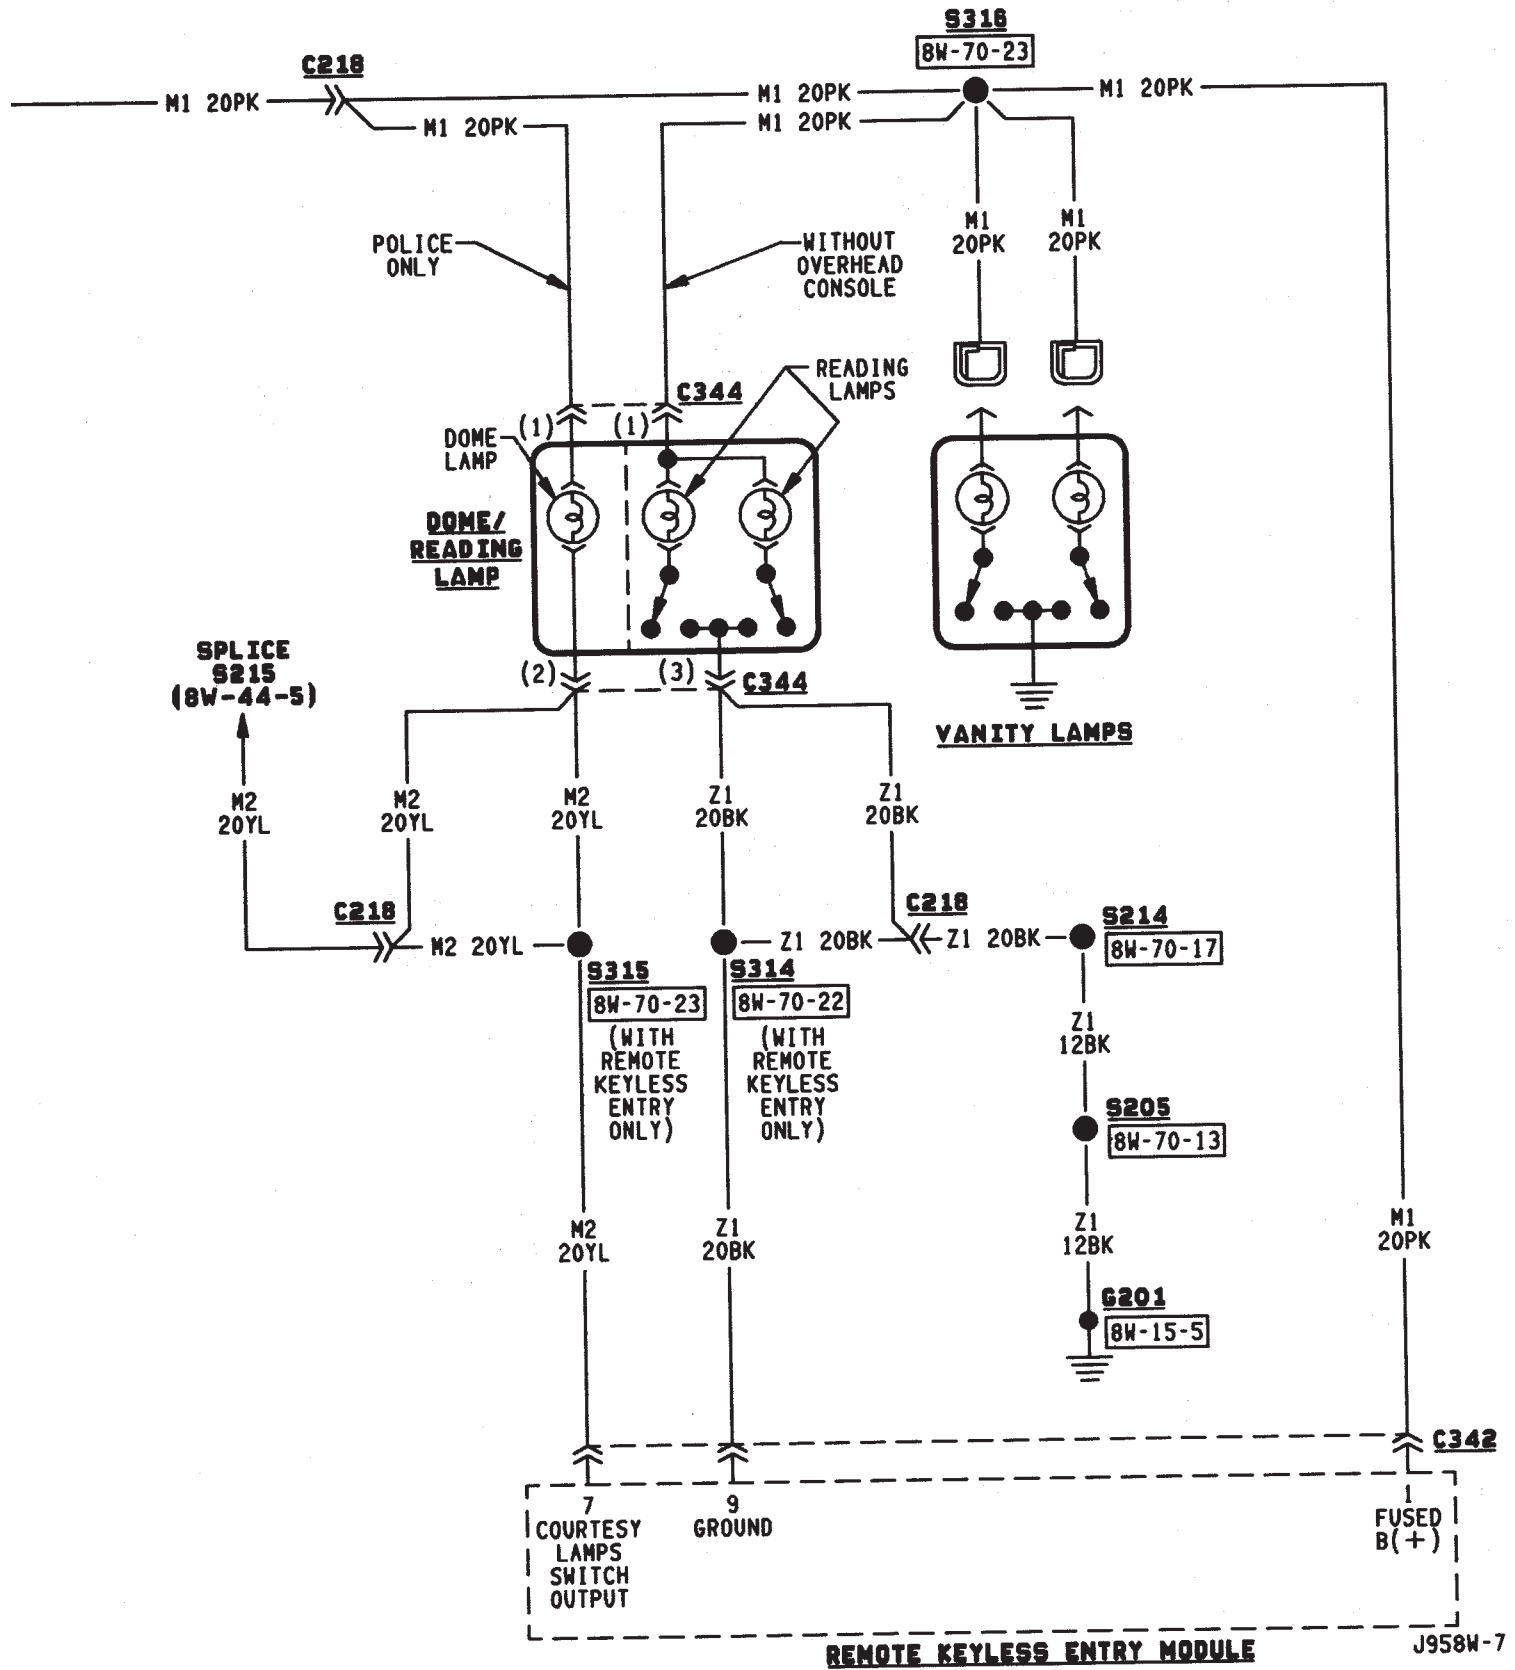 S316
8W-70-23
C218
M1 20PK
M1 20PK
M1 20PK
M1 20PK
M1 20PK
M1
20PK
M1
20PK
POLICE
ONLY
WITHOUT
OVERHEAD
CONSOLE
READING
LAMPS
C344
(1)
(1)
DOME
LAMP
DOME/
READING
LAMP
SPLICE
S215
(8W-44-5)
(2)
(3)
C344
VANITY LAMPS
M2
20YL
M2
20YL
M2
20YL
Z1
20BK
Z1
20BK
C218
C218
M2 20YL
Z1 20BK
Z1 20BK
S214
8W-70-17
S315
8W-70-23
(WITH
REMOTE
KEYLESS
ENTRY
ONLY)
S314
8W-70-22
(WITH
REMOTE
KEYLESS
ENTRY
ONLY)
Z1
12BK
S205
8W-70-13
M2
20YL
Z1
20BK
Z1
12BK
M1
20PK
G201
8W-15-5
C342
7
COURTESY
LAMPS
SWITCH
OUTPUT
9
GROUND
1
FUSED
B(+)
REMOTE KEYLESS ENTRY MODULE
J958W-7